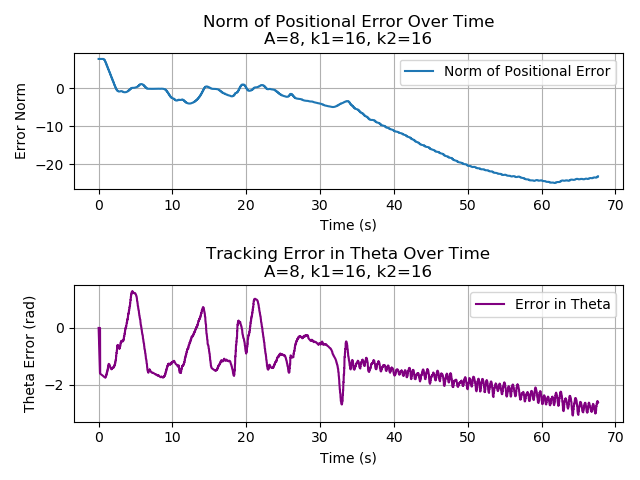 Norm of Positional Error Over Time
A=8, k1=16, k2=16
Norm of Positional Error
Error Norm
0
−10
−20
0 10 20 30 40 50 60 70
Time (s)
Tracking Error in Theta Over Time
A=8, k1=16, k2=16
Error in Theta
Theta Error (rad)
0
−2
0 10 20 30 40 50 60 70
Time (s)